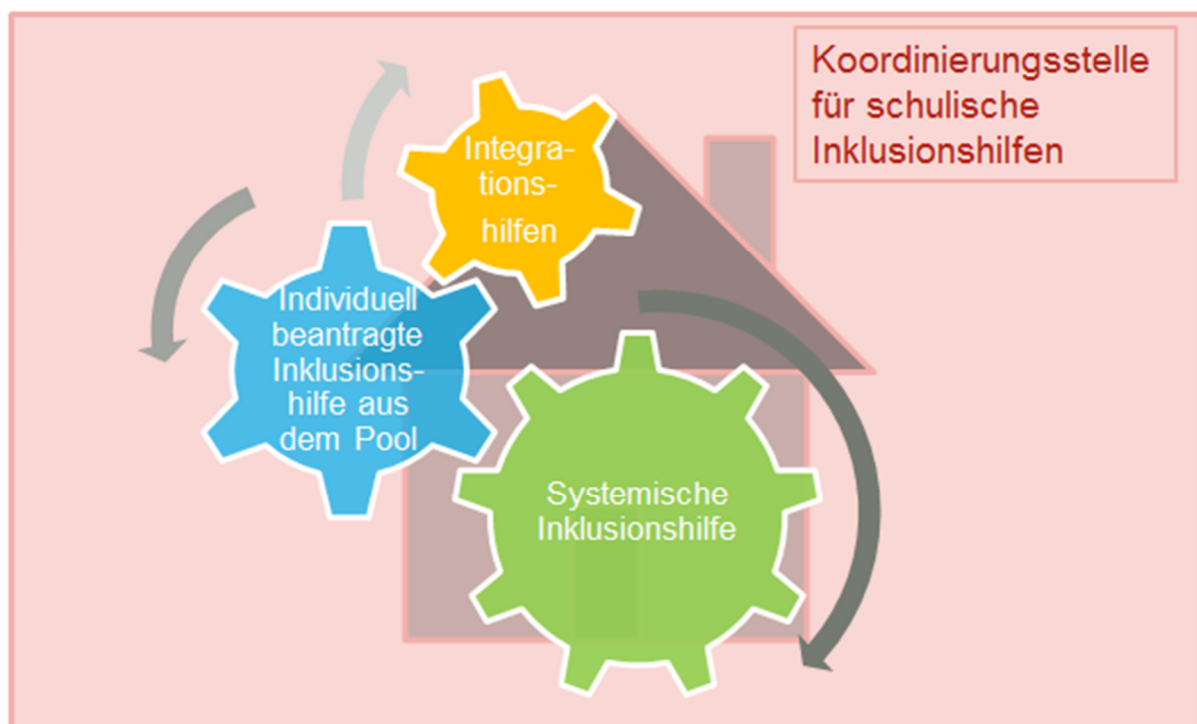 Koordinierungsstelle
für schulische
Inklusionshilfen
Integra-
tions-
hilfen
Individuell
beantragte
Inklusions-
hilfe aus
dem Pool
Systemische
Inklusionshilfe